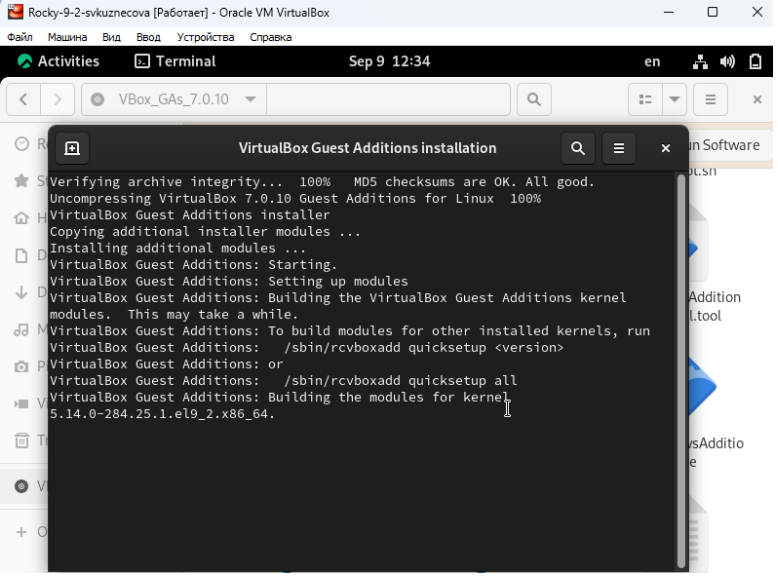 Rocky-9-2-svkuznecova [Работает] - Oracle VM VirtualBox
Файл Машина Вид Ввод Устройства Справка
Activities Terminal Sep 9 12:34 en
VBox_GAs_7.0.10
VirtualBox Guest Additions installation
un Software
Verifying archive integrity... 100% MD5 checksums are OK. All good.
Uncompressing VirtualBox 7.0.10 Guest Additions for Linux 100%
VirtualBox Guest Additions installer
Copying additional installer modules ...
Installing additional modules ...
VirtualBox Guest Additions: Starting.
VirtualBox Guest Additions: Setting up modules
VirtualBox Guest Additions: Building the VirtualBox Guest Additions kernel
modules. This may take a while.
VirtualBox Guest Additions: To build modules for other installed kernels, run
VirtualBox Guest Additions: /sbin/rcvboxadd quicksetup <version>
VirtualBox Guest Additions: or
VirtualBox Guest Additions: /sbin/rcvboxadd quicksetup all
VirtualBox Guest Additions: Building the modules for kernel
5.14.0-284.25.1.el9_2.x86_64.
Addition
l.tool
wsAdditio
e